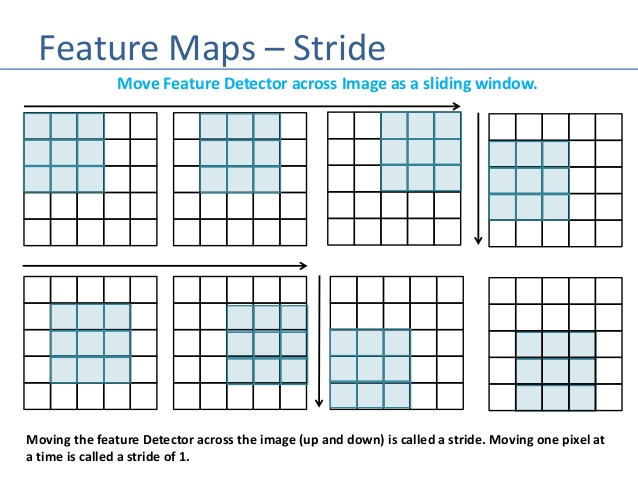 Feature Maps – Stride
Move Feature Detector across Image as a sliding window.
Moving the feature Detector across the image (up and down) is called a stride. Moving one pixel at
a time is called a stride of 1.